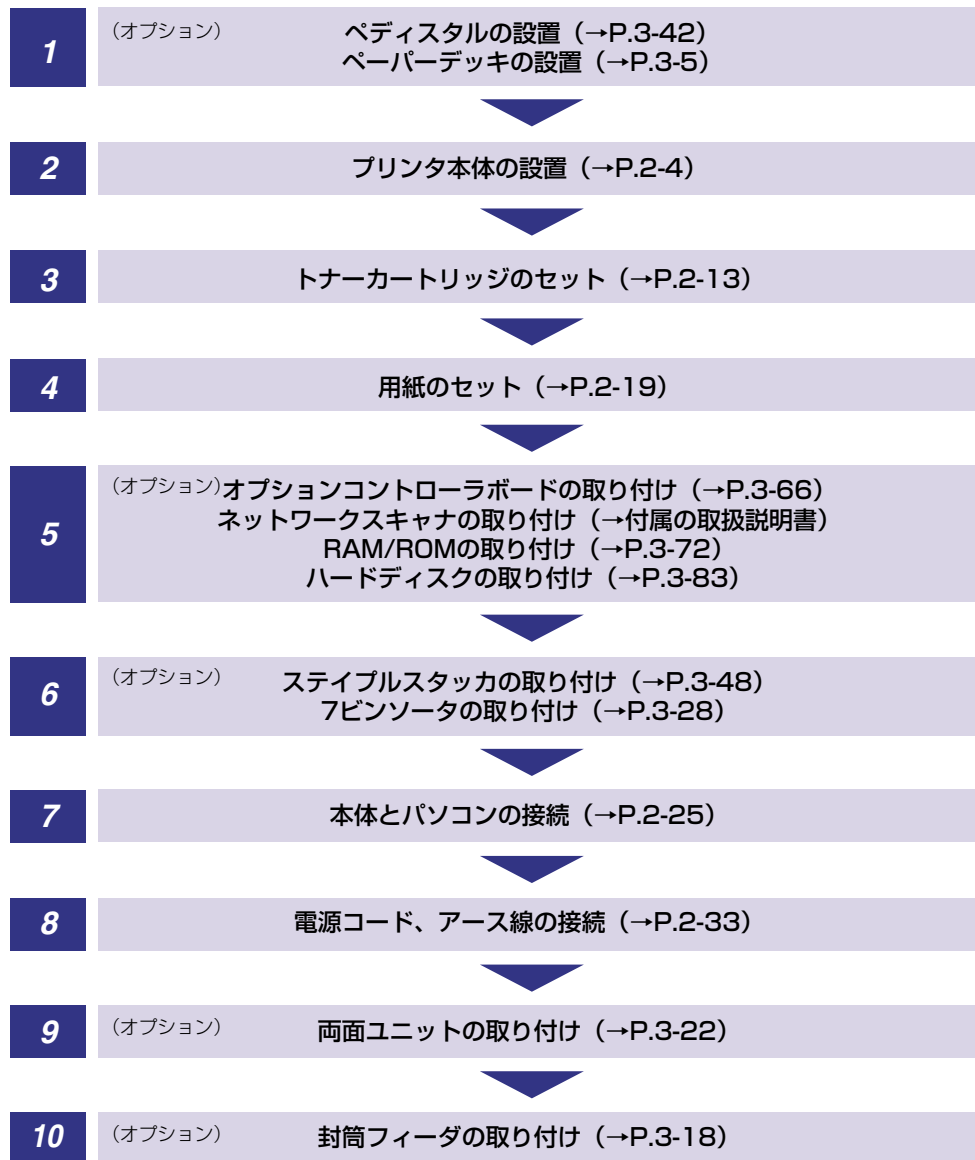 1
（オプション）
ペディスタルの設置（→P.3-42）
ペーパーデッキの設置（→P.3-5）
2
プリンタ本体の設置（→P.2-4）
3
トナーカートリッジのセット（→P.2-13）
4
用紙のセット（→P.2-19）
5
（オプション）オプションコントローラボードの取り付け（→P.3-66）
ネットワークスキャナの取り付け（→付属の取扱説明書）
RAM/ROMの取り付け（→P.3-72）
ハードディスクの取り付け（→P.3-83）
6
（オプション）
ステイプルスタッカの取り付け（→P.3-48）
7ビンソータの取り付け（→P.3-28）
7
本体とパソコンの接続（→P.2-25）
8
電源コード、アース線の接続（→P.2-33）
9
（オプション）
両面ユニットの取り付け（→P.3-22）
10
（オプション）
封筒フィーダの取り付け（→P.3-18）